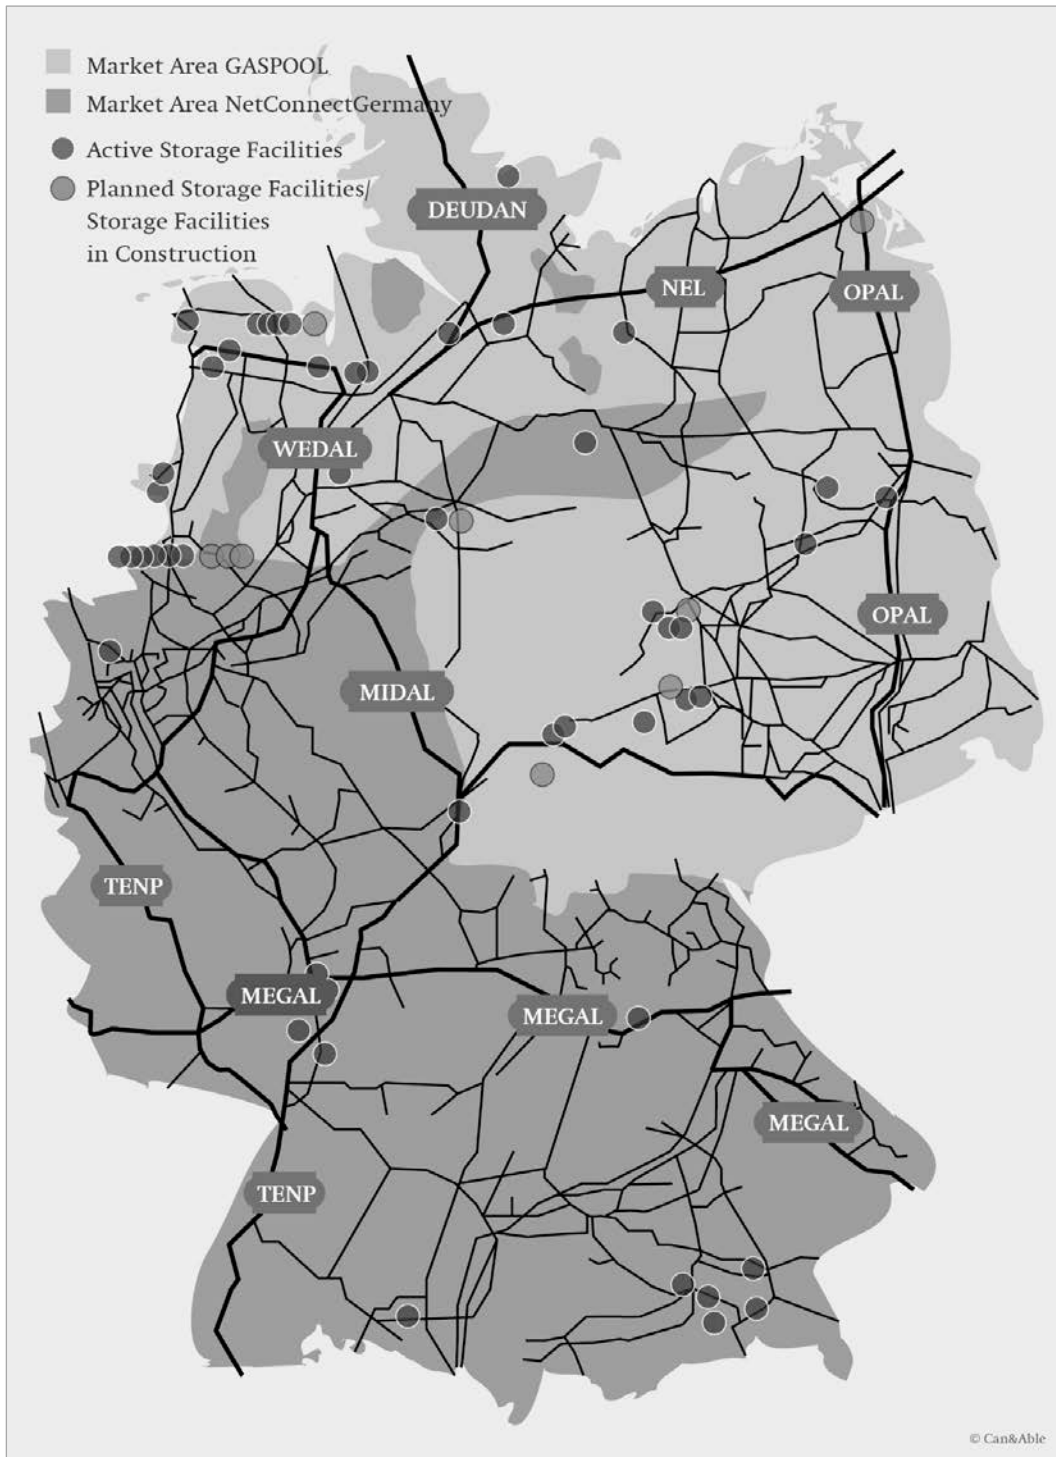 Market Area GASPOOL
Market Area NetConnectGermany
Active Storage Facilities
Planned Storage Facilities/
Storage Facilities
in Construction
DEUDAN
NEL
OPAL
WEDAL
OPAL
MIDAL
TENP
MEGAL
MEGAL
MEGAL
TENP
© Can&Able